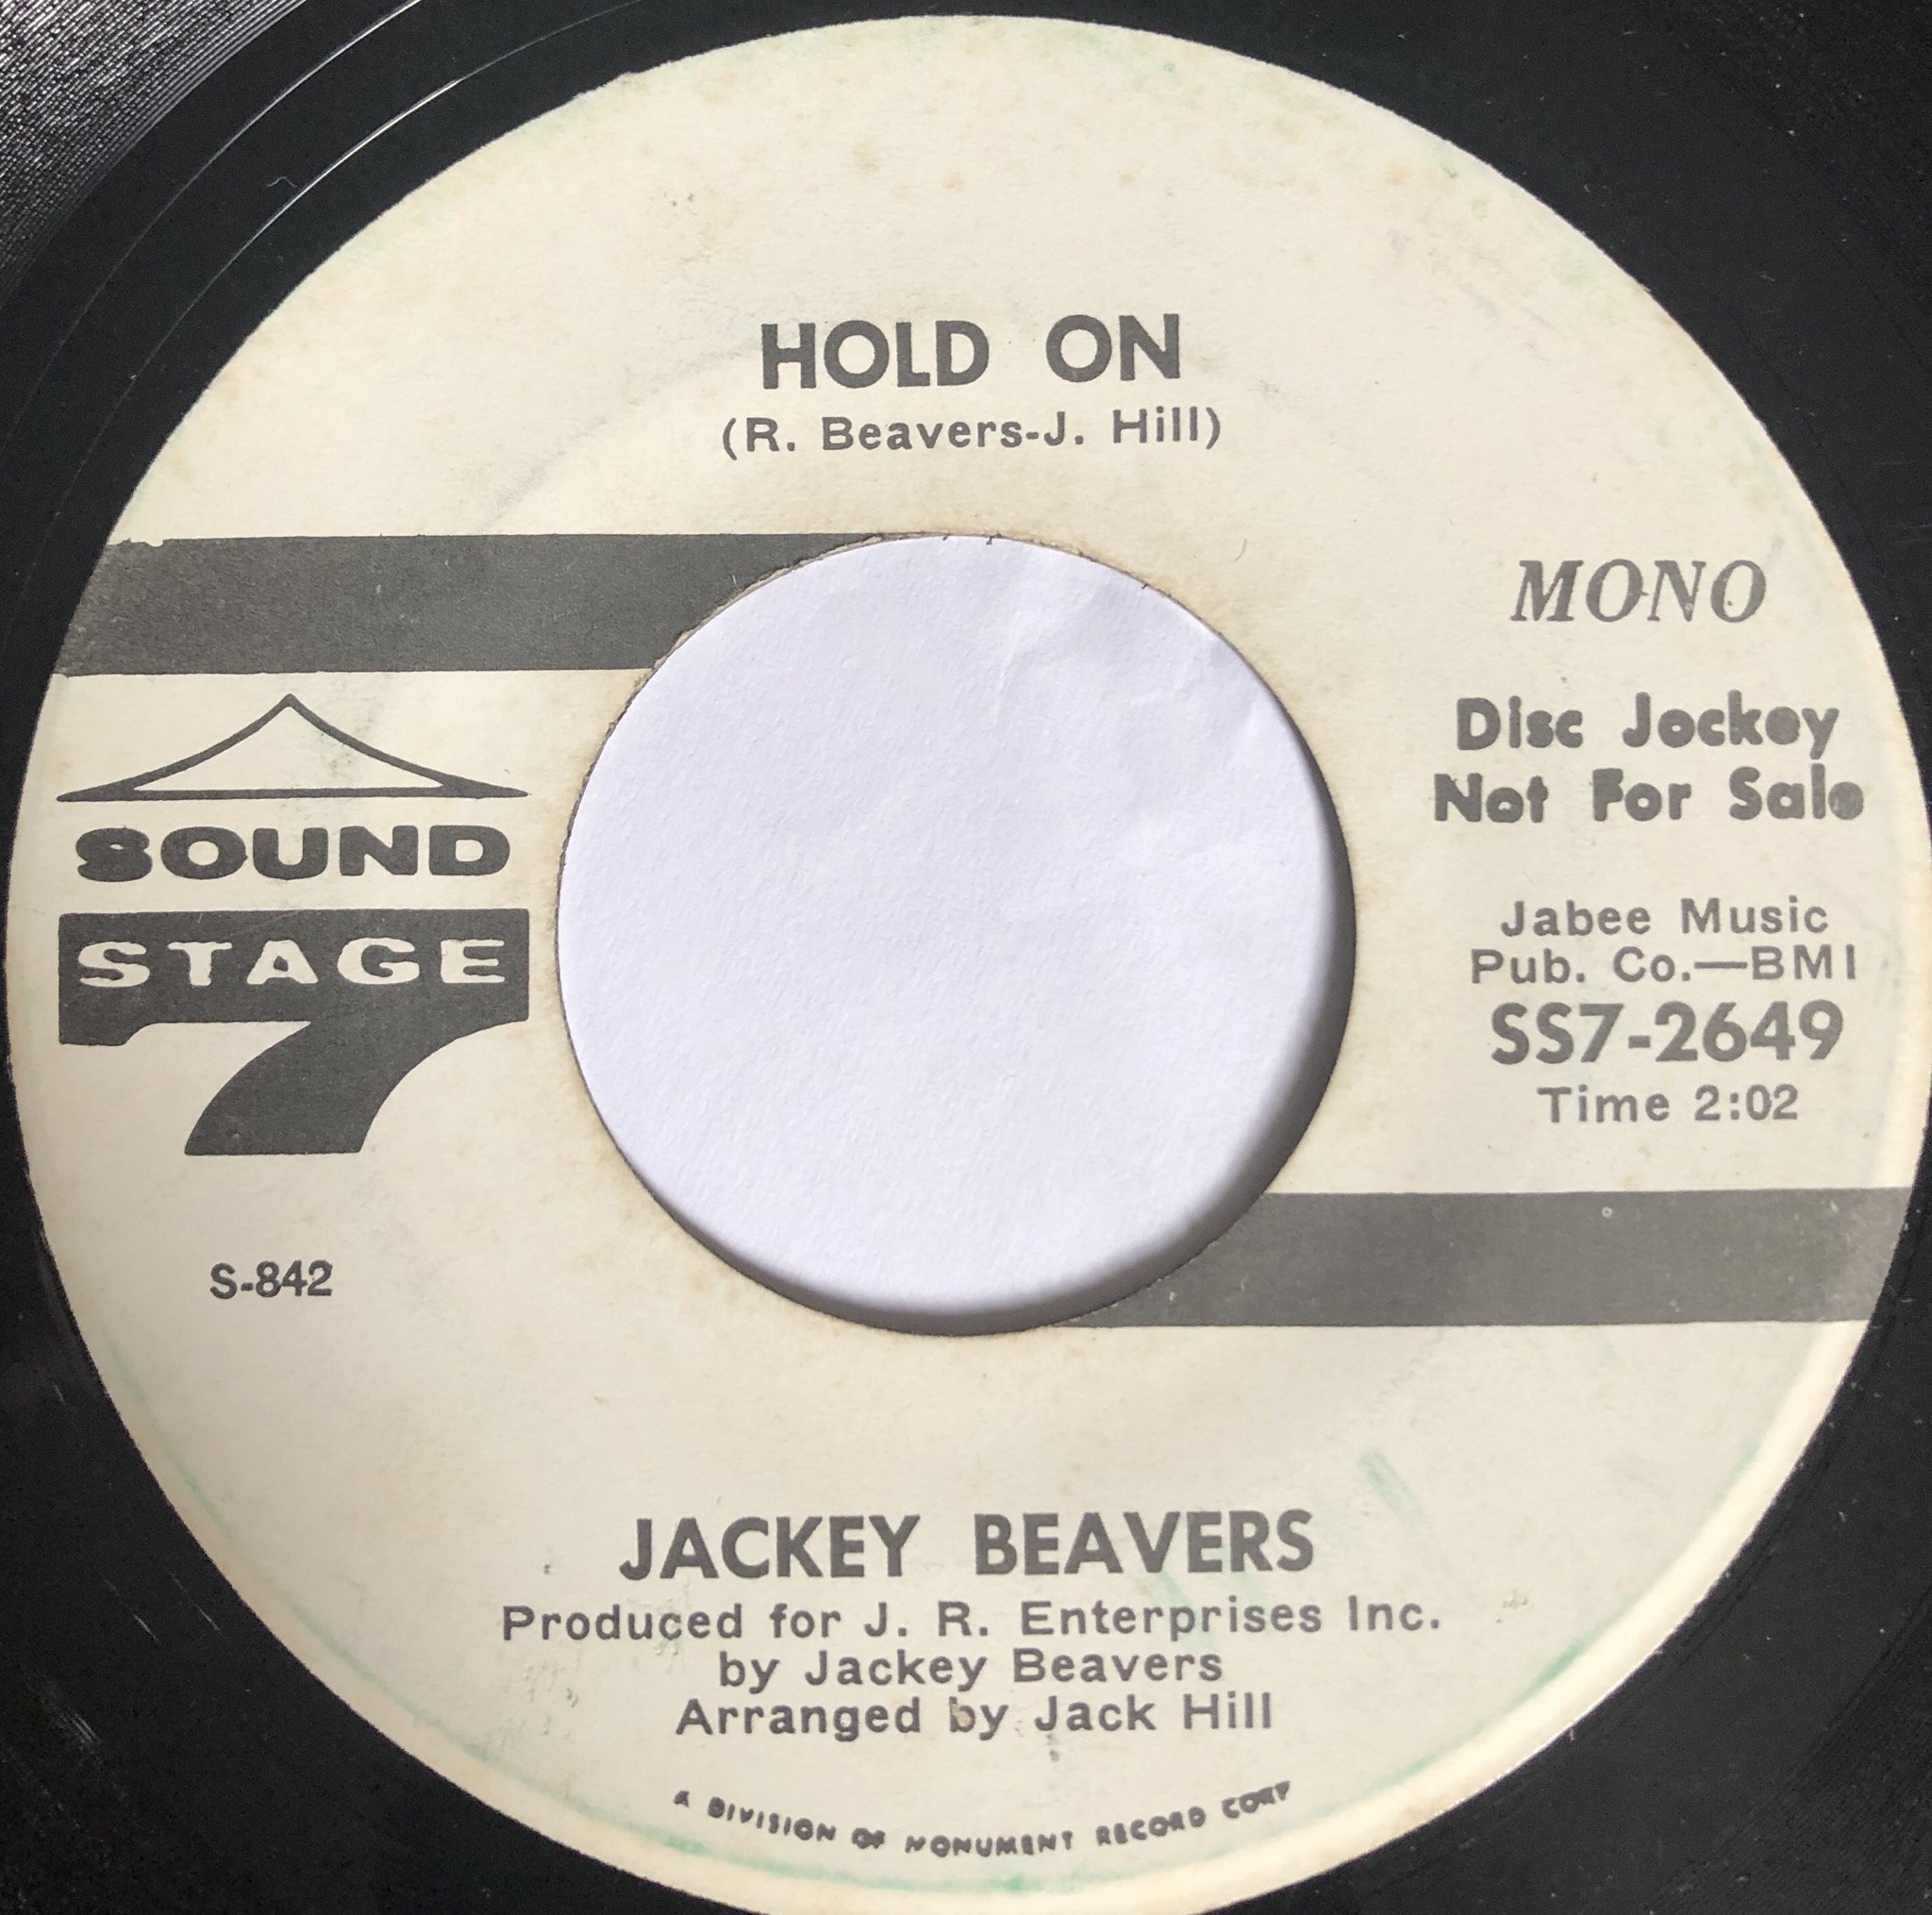 HOLD ON
(R. Beavers-J. Hill)
MONO
Disc Jockey
Not For Sale
SOUND
STAGE
7
Jabee Music
Pub. Co.—BMI
SS7-2649
Time 2:02
S-842
JACKEY BEAVERS
Produced for J. R. Enterprises Inc.
by Jackey Beavers
Arranged by Jack Hill
A DIVISION OF MONUMENT RECORD CORP